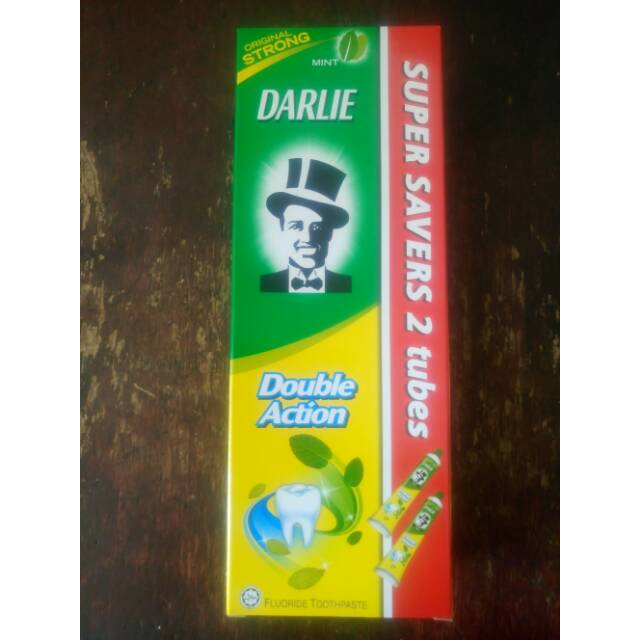 ORIGINAL
STRONG
MINT
DARLIE
Double
Action
FLUORIDE TOOTHPASTE
SUPER SAVERS 2 tubes